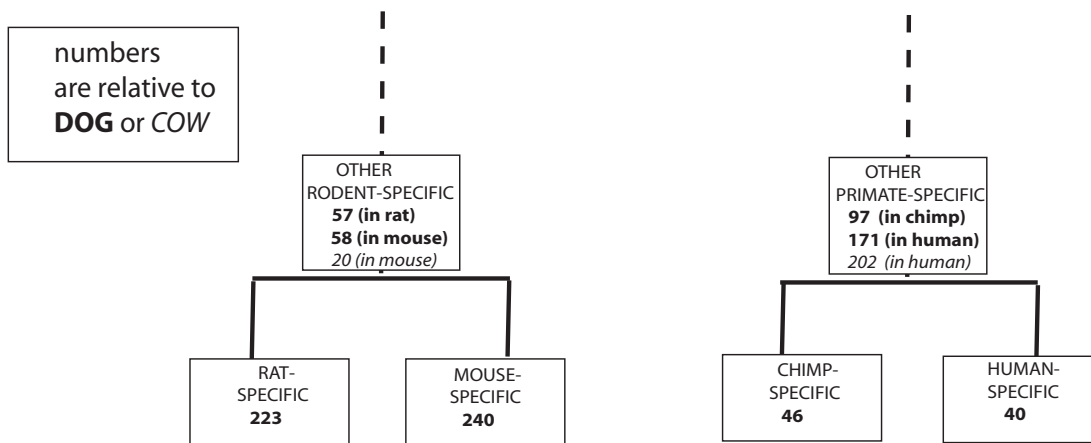 numbers
are relative to
DOG or COW
OTHER
RODENT-SPECIFIC
57 (in rat)
58 (in mouse)
20 (in mouse)
OTHER
PRIMATE-SPECIFIC
97 (in chimp)
171 (in human)
202 (in human)
RAT-
SPECIFIC
223
MOUSE-
SPECIFIC
240
CHIMP-
SPECIFIC
46
HUMAN-
SPECIFIC
40